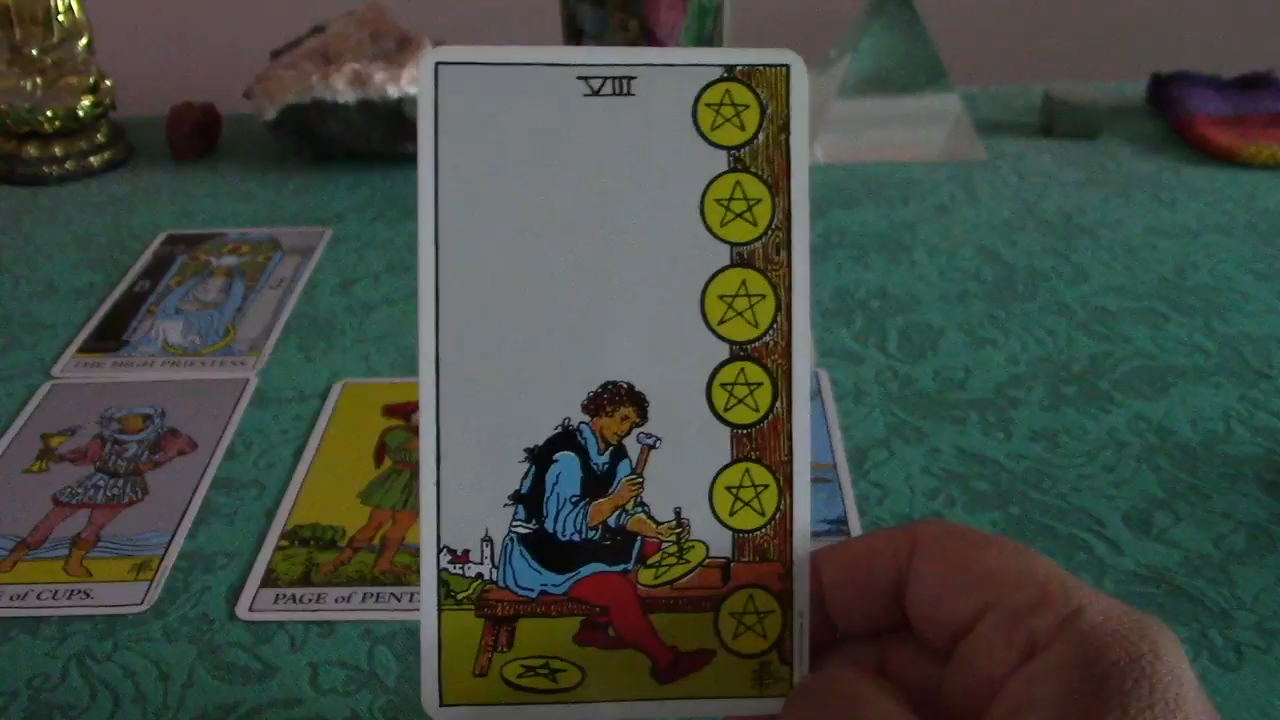 VIII
THE HIGH PRIESTESS
E of CUPS.
PAGE of PENT